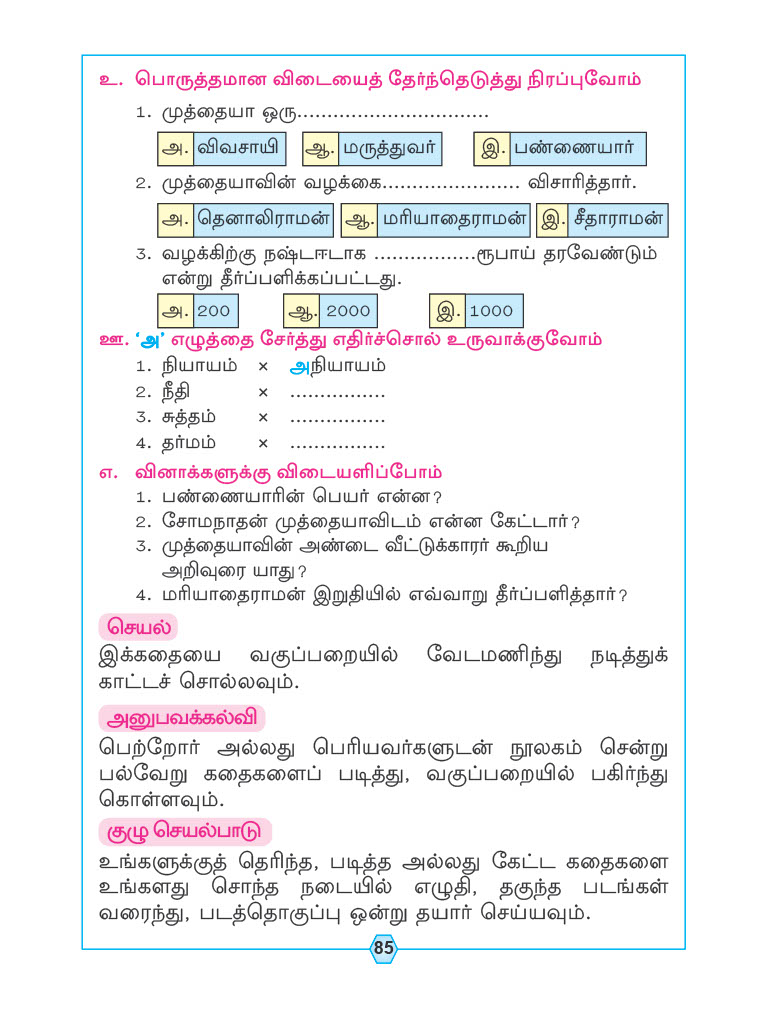 உ. பொருத்தமான விடையைத் தேர்ந்தெடுத்து நிரப்புவோம்
1. முத்தையா ஒரு................................
அ. விவசாயி ஆ. மருத்துவர் இ. பண்ணையார்
2. முத்தையாவின் வழக்கை....................... விசாரித்தார்.
அ. தெனாலிராமன் ஆ. மரியாதைராமன் இ. சீதாராமன்
3. வழக்கிற்கு நஷ்டஈடாக .................ரூபாய் தரவேண்டும்
என்று தீர்ப்பளிக்கப்பட்டது.
அ. 200 ஆ. 2000 இ. 1000
ஊ. ‘அ’ எழுத்தை சேர்த்து எதிர்ச்சொல் உருவாக்குவோம்
1. நியாயம் × அநியாயம்
2. நீதி × ................
3. சுத்தம் × ................
4. தர்மம் × ................
எ. வினாக்களுக்கு விடையளிப்போம்
1. பண்ணையாரின் பெயர் என்ன?
2. சோமநாதன் முத்தையாவிடம் என்ன கேட்டார்?
3. முத்தையாவின் அண்டை வீட்டுக்காரர் கூறிய
அறிவுரை யாது?
4. மரியாதைராமன் இறுதியில் எவ்வாறு தீர்ப்பளித்தார்?
செயல்
இக்கதையை வகுப்பறையில் வேடமணிந்து நடித்துக்
காட்டச் சொல்லவும்.
அனுபவக்கல்வி
பெற்றோர் அல்லது பெரியவர்களுடன் நூலகம் சென்று
பல்வேறு கதைகளைப் படித்து, வகுப்பறையில் பகிர்ந்து
கொள்ளவும்.
குழு செயல்பாடு
உங்களுக்குத் தெரிந்த, படித்த அல்லது கேட்ட கதைகளை
உங்களது சொந்த நடையில் எழுதி, தகுந்த படங்கள்
வரைந்து, படத்தொகுப்பு ஒன்று தயார் செய்யவும்.
85